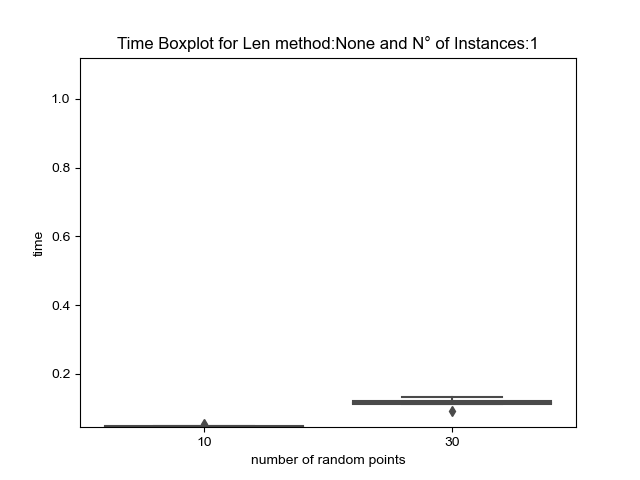 Time Boxplot for Len method:None and N° of Instances:1
1.0
0.8
0.6
0.4
0.2
time
10
30
number of random points